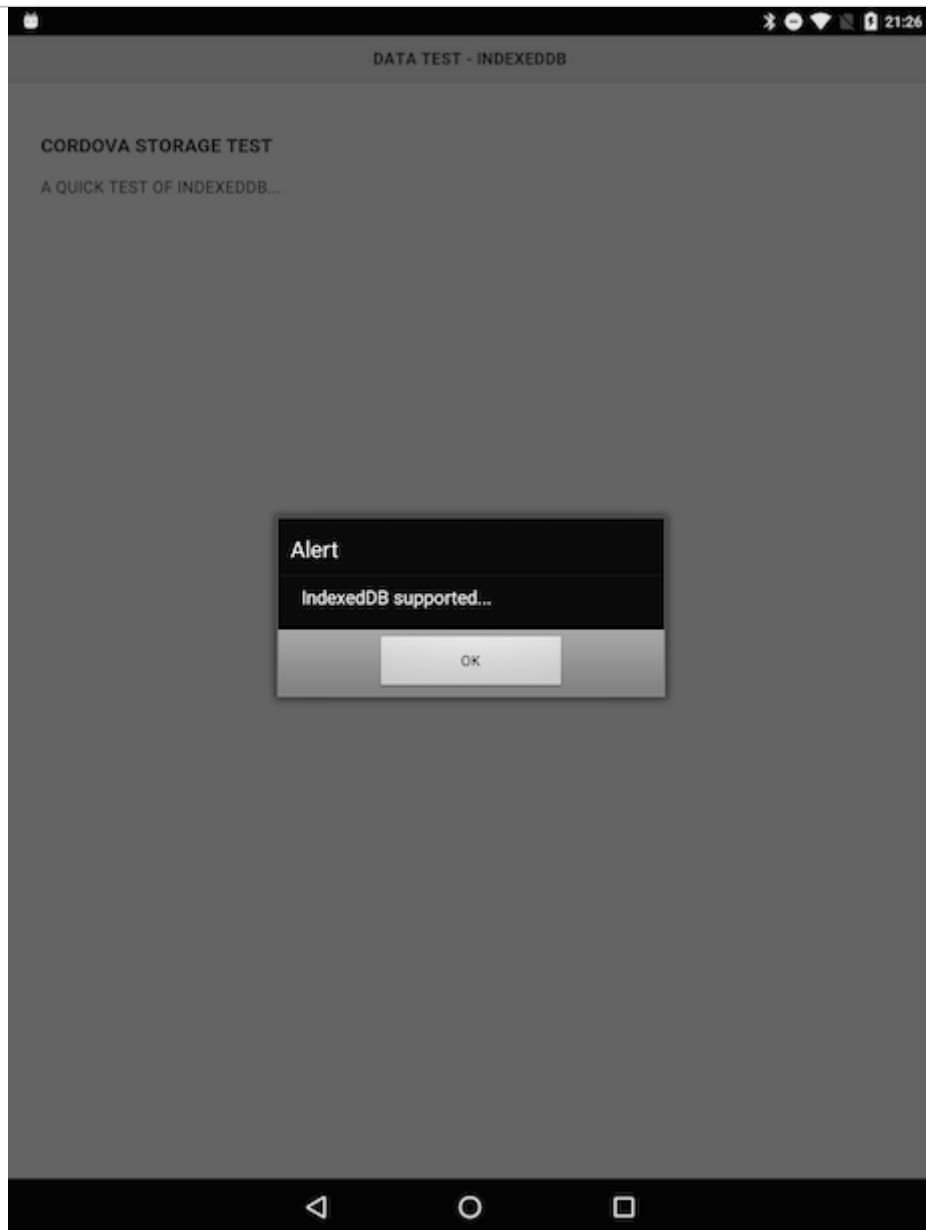 21:26
DATA TEST - INDEXEDDB
CORDOVA STORAGE TEST
A QUICK TEST OF INDEXEDDB...
Alert
IndexedDB supported...
OK